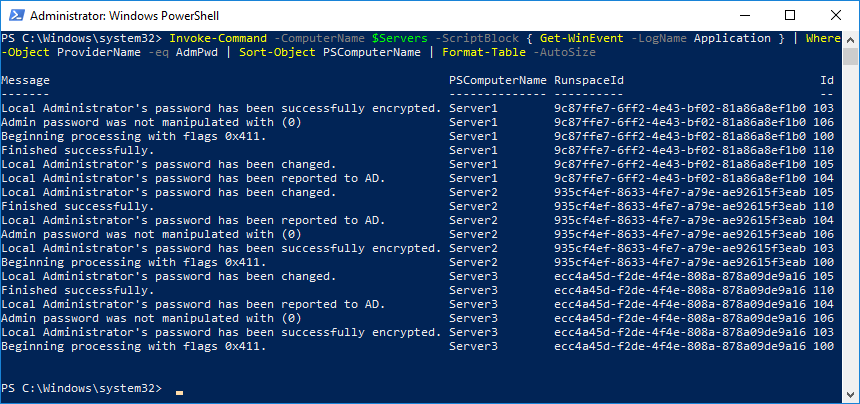 Administrator: Windows PowerShell
PS C:\Windows\system32> Invoke-Command -ComputerName $Servers -ScriptBlock { Get-WinEvent -LogName Application } | Where
-Object ProviderName -eq AdmPwd | Sort-Object PSComputerName | Format-Table -AutoSize
Message PSComputerName RunspaceId Id
------- -------------- ---------- --
Local Administrator's password has been successfully encrypted. Server1 9c87ffe7-6ff2-4e43-bf02-81a86a8ef1b0 103
Admin password was not manipulated with (0) Server1 9c87ffe7-6ff2-4e43-bf02-81a86a8ef1b0 106
Beginning processing with flags 0x411. Server1 9c87ffe7-6ff2-4e43-bf02-81a86a8ef1b0 100
Finished successfully. Server1 9c87ffe7-6ff2-4e43-bf02-81a86a8ef1b0 110
Local Administrator's password has been changed. Server1 9c87ffe7-6ff2-4e43-bf02-81a86a8ef1b0 105
Local Administrator's password has been reported to AD. Server1 9c87ffe7-6ff2-4e43-bf02-81a86a8ef1b0 104
Local Administrator's password has been changed. Server2 935cf4ef-8633-4fe7-a79e-ae92615f3eab 105
Finished successfully. Server2 935cf4ef-8633-4fe7-a79e-ae92615f3eab 110
Local Administrator's password has been reported to AD. Server2 935cf4ef-8633-4fe7-a79e-ae92615f3eab 104
Admin password was not manipulated with (0) Server2 935cf4ef-8633-4fe7-a79e-ae92615f3eab 106
Local Administrator's password has been successfully encrypted. Server2 935cf4ef-8633-4fe7-a79e-ae92615f3eab 103
Beginning processing with flags 0x411. Server2 935cf4ef-8633-4fe7-a79e-ae92615f3eab 100
Local Administrator's password has been changed. Server3 ecc4a45d-f2de-4f4e-808a-878a09de9a16 105
Finished successfully. Server3 ecc4a45d-f2de-4f4e-808a-878a09de9a16 110
Local Administrator's password has been reported to AD. Server3 ecc4a45d-f2de-4f4e-808a-878a09de9a16 104
Admin password was not manipulated with (0) Server3 ecc4a45d-f2de-4f4e-808a-878a09de9a16 106
Local Administrator's password has been successfully encrypted. Server3 ecc4a45d-f2de-4f4e-808a-878a09de9a16 103
Beginning processing with flags 0x411. Server3 ecc4a45d-f2de-4f4e-808a-878a09de9a16 100
PS C:\Windows\system32> _